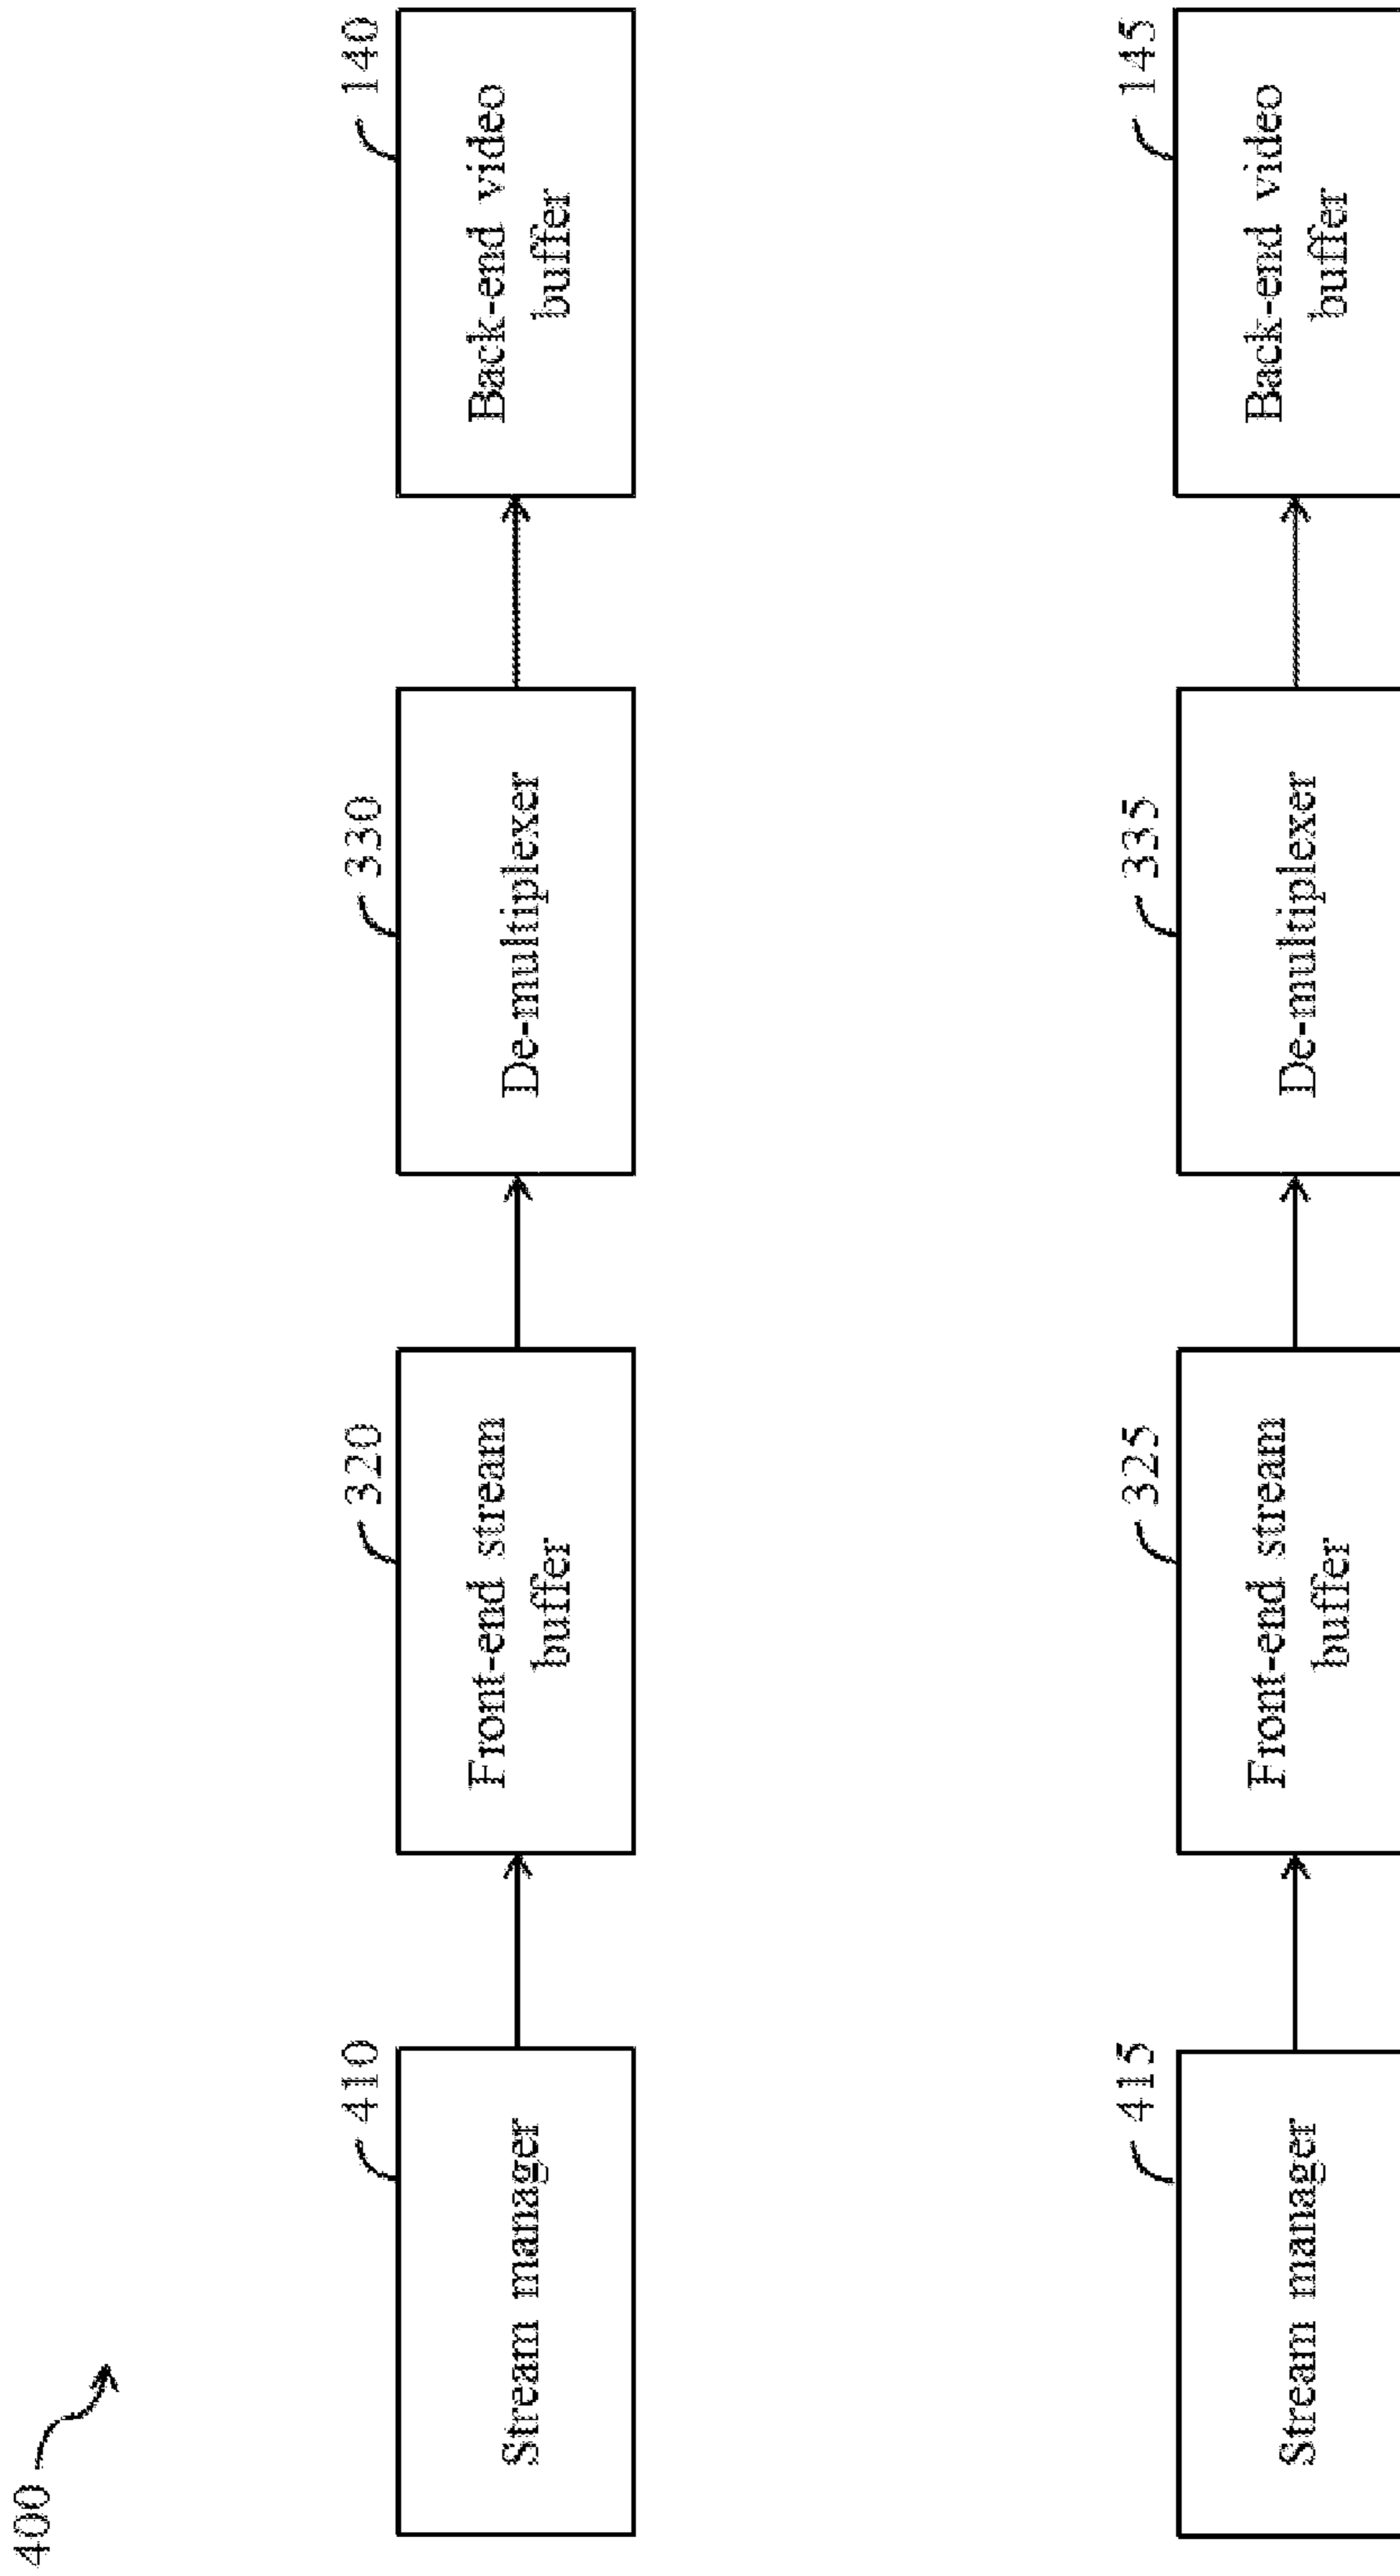 400
410
Stream manager
320
Front-end stream
buffer
330
De-multiplexer
140
Back-end video
buffer
415
Stream manager
325
Front-end stream
buffer
335
De-multiplexer
145
Back-end video
buffer